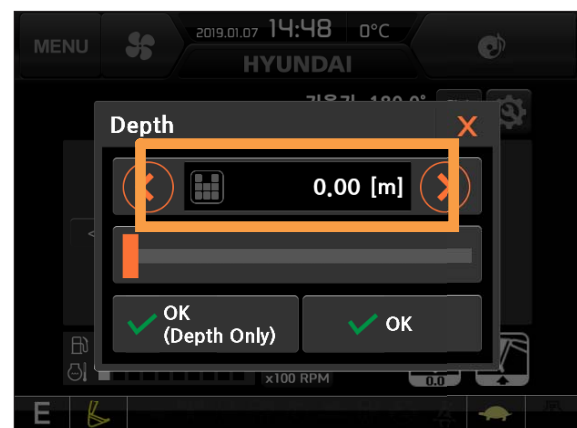 MENU
2019.01.07 14:48 0°C
HYUNDAI
Depth X
0.00 [m]
OK
(Depth Only)
OK
x100 RPM
0.0
E